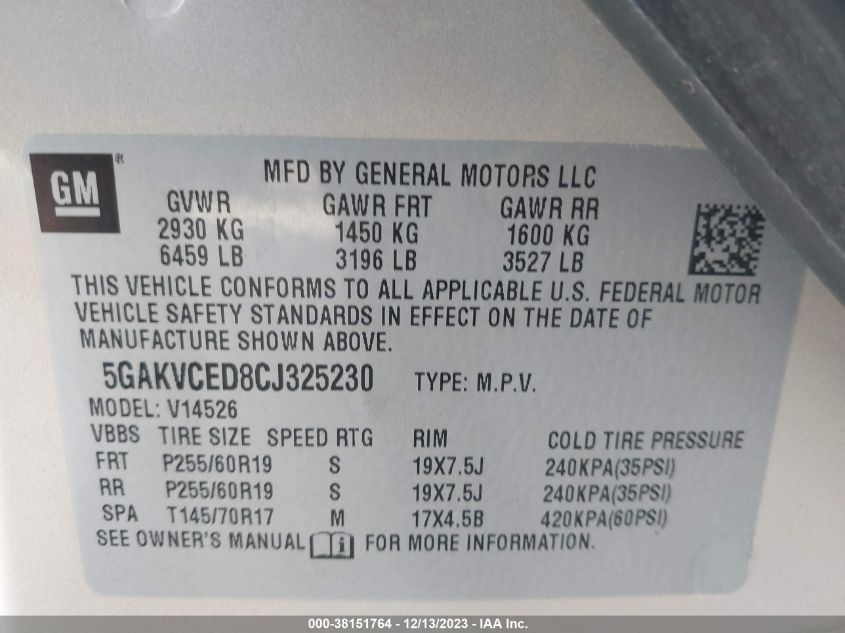 GM ®
MFD BY GENERAL MOTORS LLC
GVWR GAWR FRT GAWR RR
2930 KG 1450 KG 1600 KG
6459 LB 3196 LB 3527 LB
THIS VEHICLE CONFORMS TO ALL APPLICABLE U.S. FEDERAL MOTOR
VEHICLE SAFETY STANDARDS IN EFFECT ON THE DATE OF
MANUFACTURE SHOWN ABOVE.
5GAKVCED8CJ325230 TYPE: M.P.V.
MODEL: V14526
VBBS TIRE SIZE SPEED RTG RIM COLD TIRE PRESSURE
FRT P255/60R19 S 19X7.5J 240KPA(35PSI)
RR P255/60R19 S 19X7.5J 240KPA(35PSI)
SPA T145/70R17 M 17X4.5B 420KPA(60PSI)
SEE OWNER'S MANUAL i FOR MORE INFORMATION.
000-38151764 - 12/13/2023 - IAA Inc.